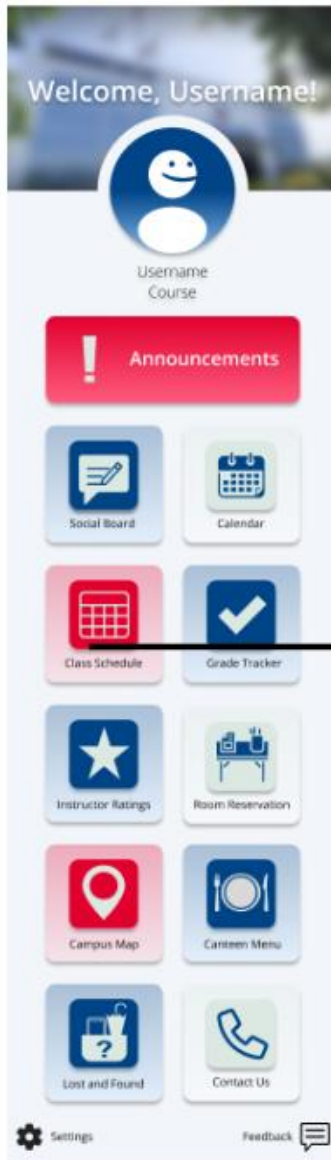 Welcome, Username!
Username
Course
! Announcements
Social Board
Calendar
Class Schedule
Grade Tracker
Instructor Ratings
Room Reservation
Campus Map
Canteen Menu
?
Lost and Found
Contact Us
Settings
Feedback